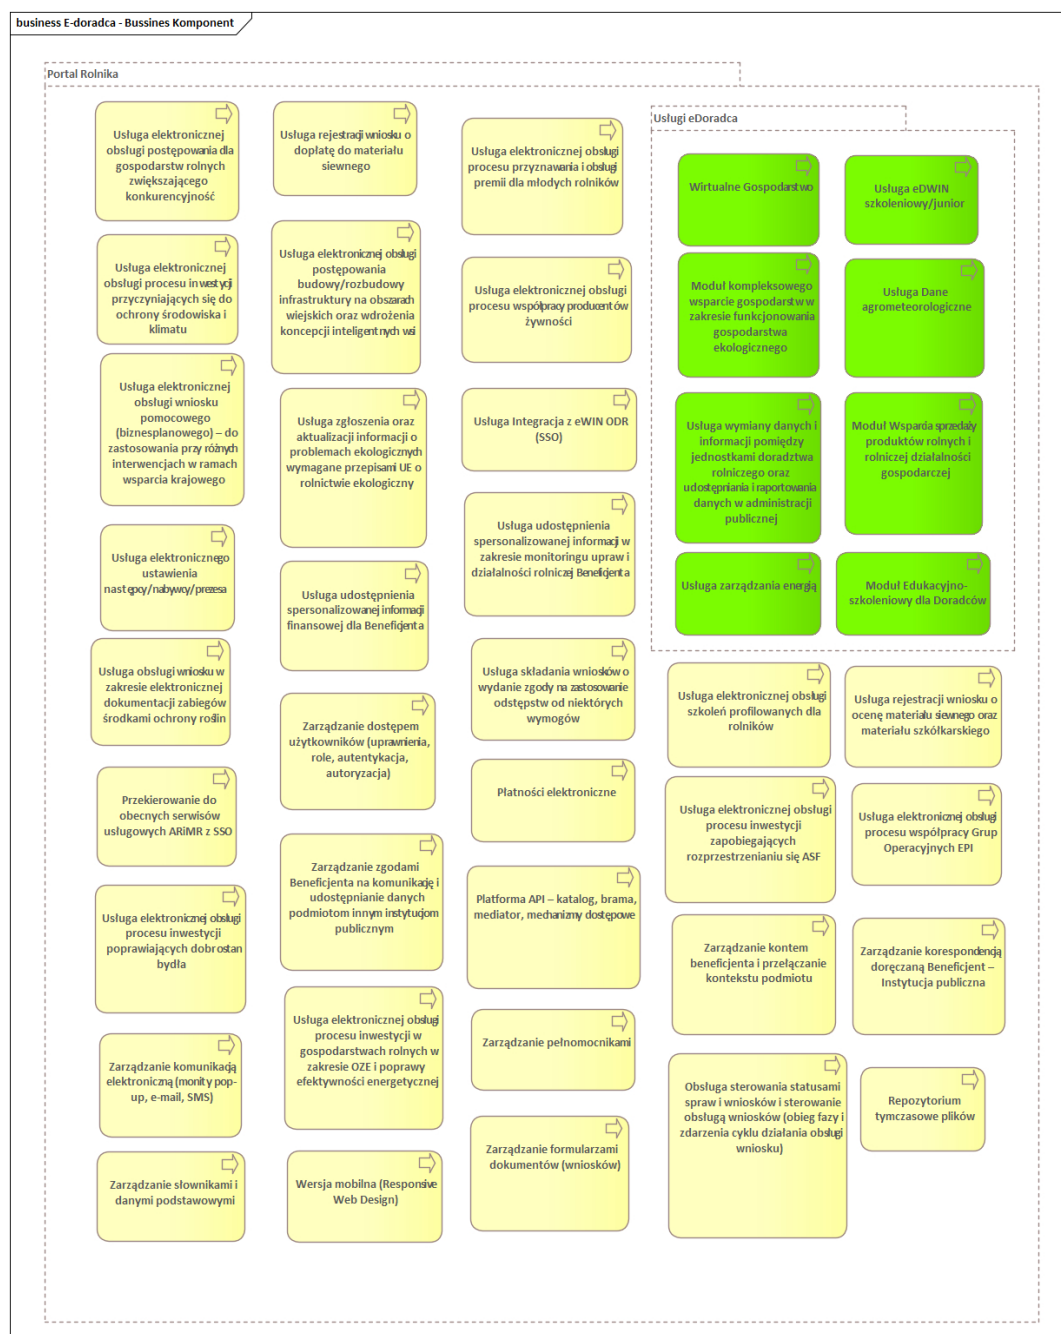 business E-doradca - Bussines Komponent
Portal Rolnika
Usługa elektronicznej
obsługi postępowania dla
gospodarstw rolnych
zwiększającego
konkurencyjność
Usługa elektronicznej
obsługi procesu inwestycji
przyczyniających się do
ochrony środowiska i
klimatu
Usługa elektronicznej
obsługi wniosku
pomocowego
(biznesplanowego) – do
zastosowania przy różnych
interwencjach w ramach
wsparcia krajowego
Usługa elektronicznego
ustawienia
następcy/nabywcy/prezesa
Usługa obsługi wniosku w
zakresie elektronicznej
dokumentacji zabiegów
środkami ochrony roślin
Przekierowanie do
obecnych serwisów
usługowych ARiMR z SSO
Usługa elektronicznej obsługi
procesu inwestycji
poprawiających dobrostan
bydła
Zarządzanie komunikacją
elektroniczną (monity pop-
up, e-mail, SMS)
Zarządzanie słownikami i
danymi podstawowymi
Usługa rejestracji wniosku o
dopłatę do materiału
siewnego
Usługa elektronicznej obsługi
postępowania
budowy/rozbudowy
infrastruktury na obszarach
wiejskich oraz wdrożenia
koncepcji inteligentnych wsi
Usługa zgłoszenia oraz
aktualizacji informacji o
problemach ekologicznych
wymagane przepisami UE o
rolnictwie ekologiczny
Usługa udostępnienia
spersonalizowanej informacji
finansowej dla Beneficjenta
Zarządzanie dostępem
użytkowników (uprawnienia,
role, autentykacja,
autoryzacja)
Zarządzanie zgodami
Beneficjenta na komunikację i
udostępnianie danych
podmiotom innym instytucjom
publicznym
Usługa elektronicznej obsługi
procesu inwestycji w
gospodarstwach rolnych w
zakresie OZE i poprawy
efektywności energetycznej
Wersja mobilna (Responsive
Web Design)
Usługa elektronicznej obsługi
procesu przyznawania i obsługi
premii dla młodych rolników
Usługa elektronicznej obsługi
procesu współpracy producentów
żywności
Usługa Integracja z eWIN ODR
(SSO)
Usługa udostępnienia
spersonalizowanej informacji w
zakresie monitoringu upraw i
działalności rolniczej Beneficjenta
Usługa składania wniosków o
wydanie zgody na zastosowanie
odstępstw od niektórych
wymogów
Płatności elektroniczne
Platforma API – katalog, brama,
mediator, mechanizmy dostępowe
Zarządzanie pełnomocnikami
Zarządzanie formularzami
dokumentów (wniosków)
Usługi eDoradca
Wirtualne Gospodarstwo
Usługa eDWIN
szkoleniowy/junior
Moduł kompleksowego
wsparcie gospodarstw w
zakresie funkcjonowania
gospodarstwa
ekologicznego
Usługa Dane
agrometeorologiczne
Usługa wymiany danych i
informacji pomiędzy
jednostkami doradztwa
rolniczego oraz
udostępniania i raportowania
danych w administracji
publicznej
Moduł Wsparcia sprzedaży
produktów rolnych i
rolniczej działalności
gospodarczej
Usługa zarządzania energią
Moduł Edukacyjno-
szkoleniowy dla Doradców
Usługa elektronicznej obsługi
szkoleń profilowanych dla
rolników
Usługa rejestracji wniosku o
ocenę materiału siewnego oraz
materiału szkółkarskiego
Usługa elektronicznej obsługi
procesu inwestycji
zapobiegających
rozprzestrzenianiu się ASF
Usługa elektronicznej obsługi
procesu współpracy Grup
Operacyjnych EPI
Zarządzanie kontem
beneficjenta i przełączanie
kontekstu podmiotu
Zarządzanie korespondencją
doręczaną Beneficjent –
Instytucja publiczna
Obsługa sterowania statusami
spraw i wniosków i sterowanie
obsługą wniosków (obieg fazy i
zdarzenia cyklu działania obsługi
wniosku)
Repozytorium
tymczasowe plików